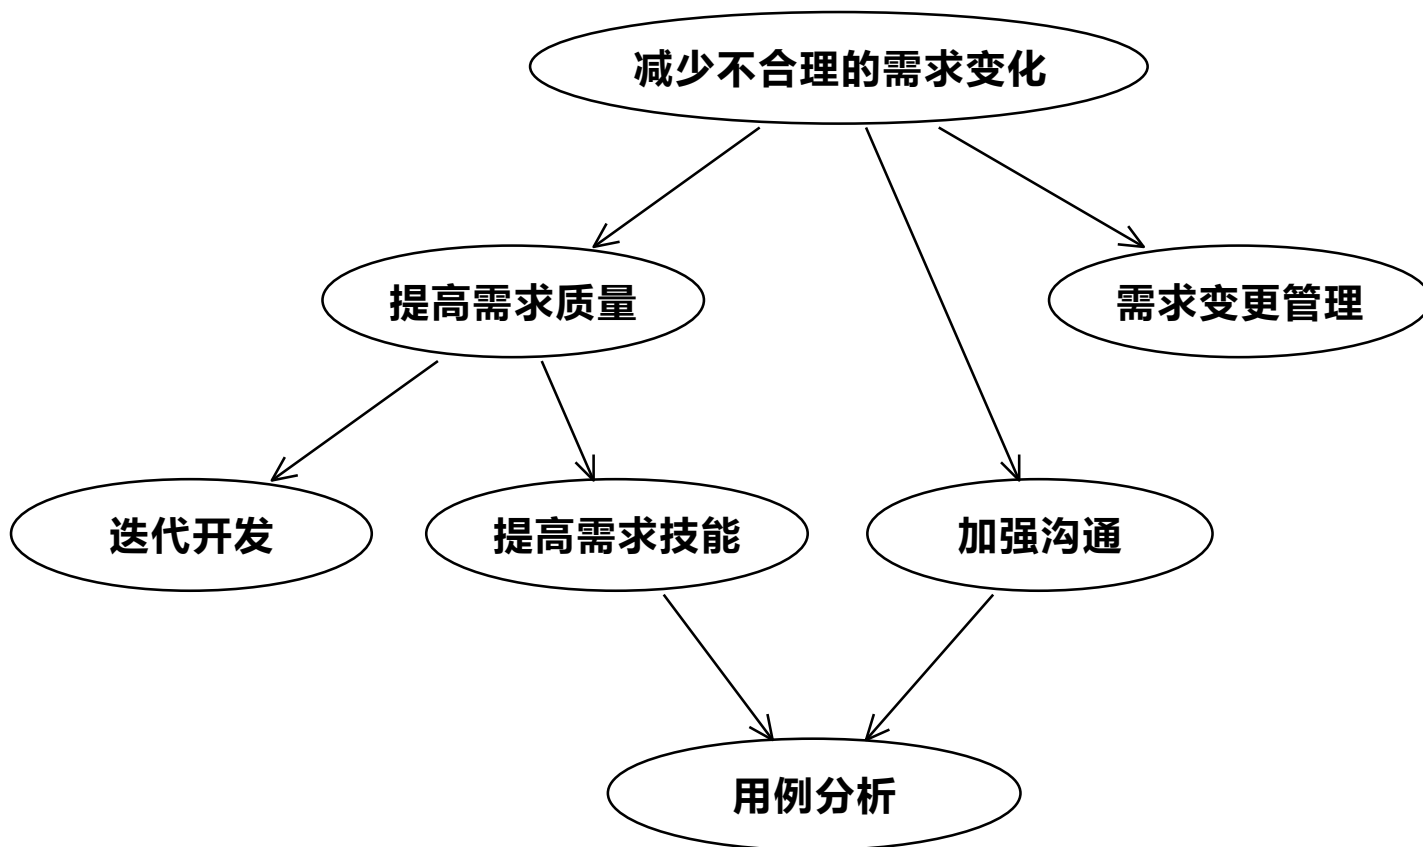 减少不合理的需求变化
提高需求质量
需求变更管理
迭代开发
提高需求技能
加强沟通
用例分析